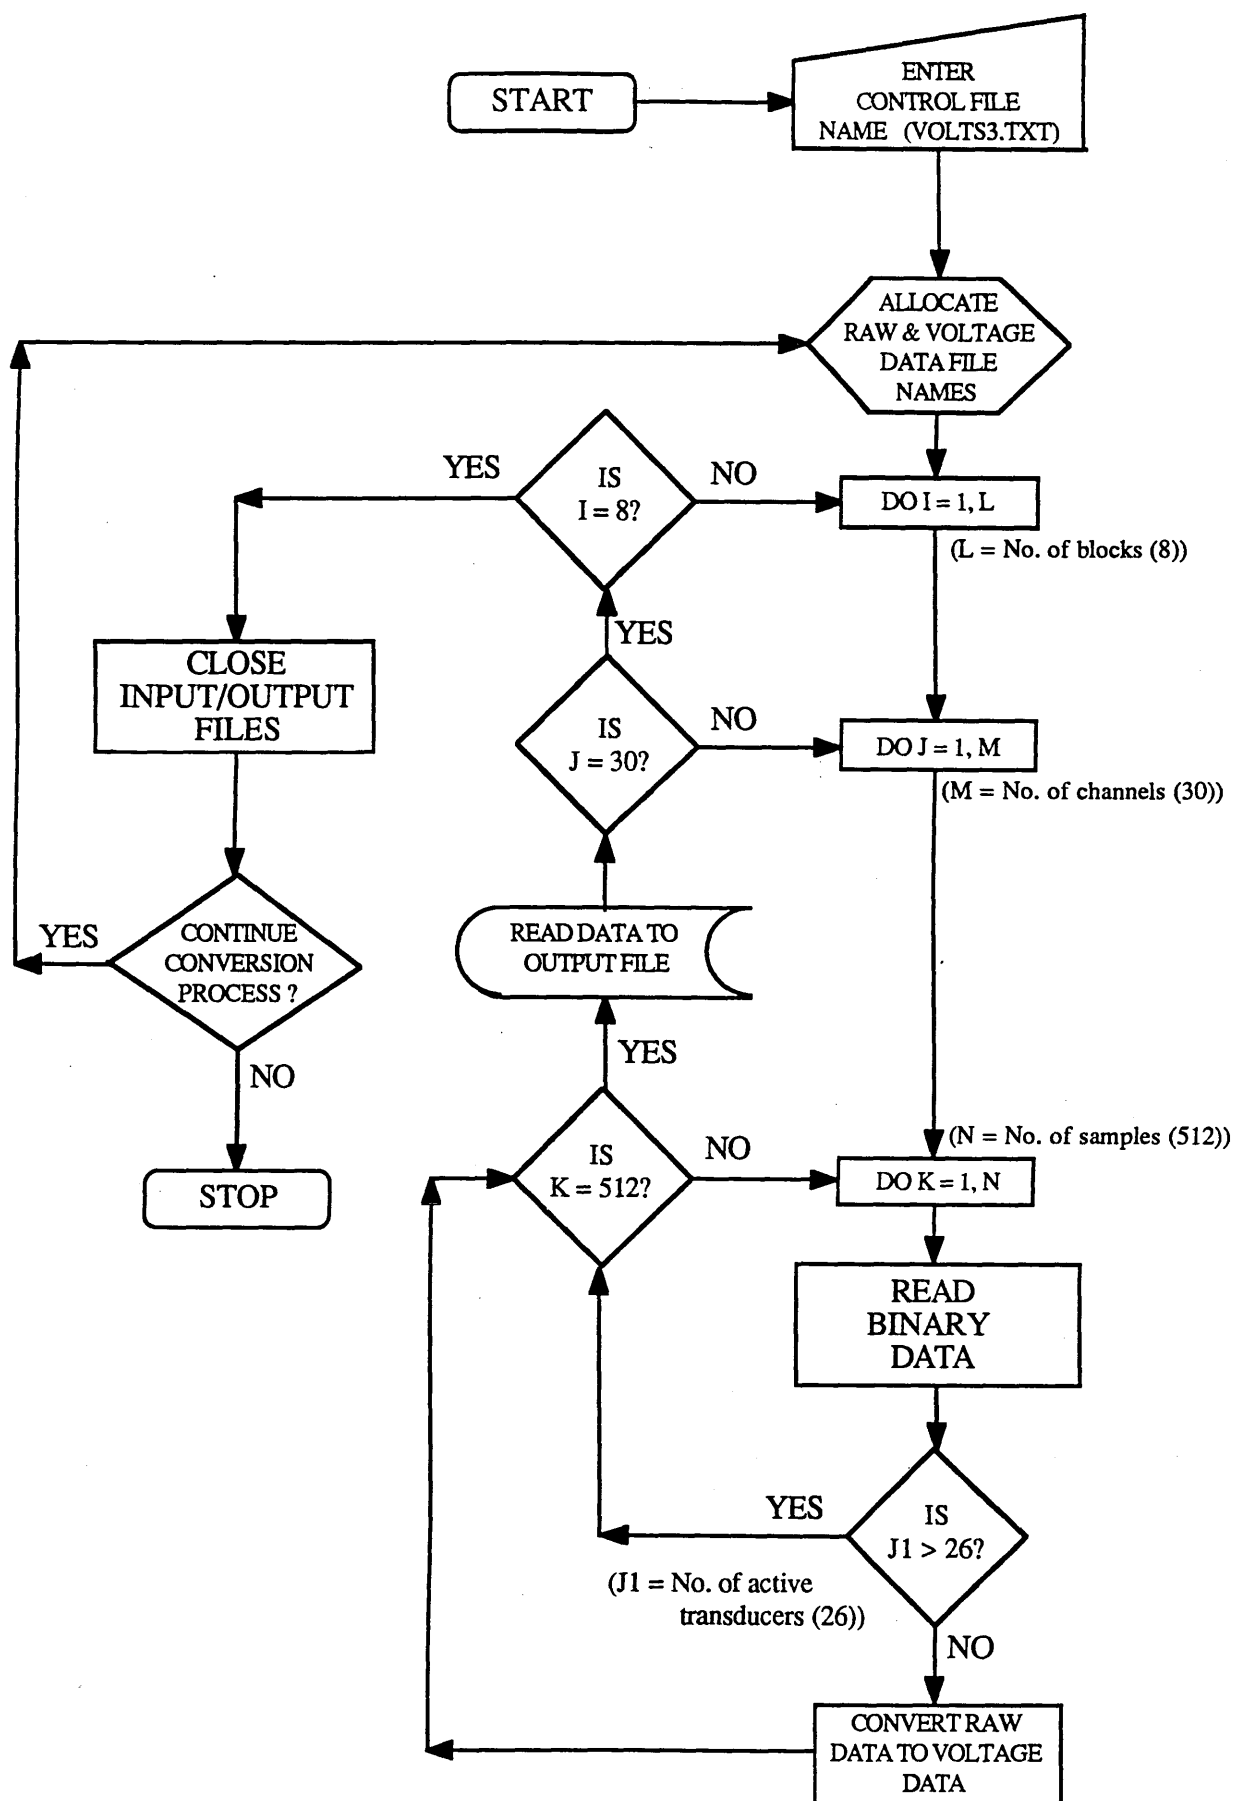 START
ENTER
CONTROL FILE
NAME (VOLTS3.TXT)
ALLOCATE
RAW & VOLTAGE
DATA FILE
NAMES
DO I = 1, L
(L = No. of blocks (8))
DO J = 1, M
(M = No. of channels (30))
(N = No. of samples (512))
DO K = 1, N
READ
BINARY
DATA
IS
J1 > 26?
YES
(J1 = No. of active
transducers (26))
NO
CONVERT RAW
DATA TO VOLTAGE
DATA
IS
K = 512?
NO
YES
READ DATA TO
OUTPUT FILE
IS
J = 30?
NO
YES
IS
I = 8?
NO
YES
CLOSE
INPUT/OUTPUT
FILES
CONTINUE
CONVERSION
PROCESS ?
YES
NO
STOP